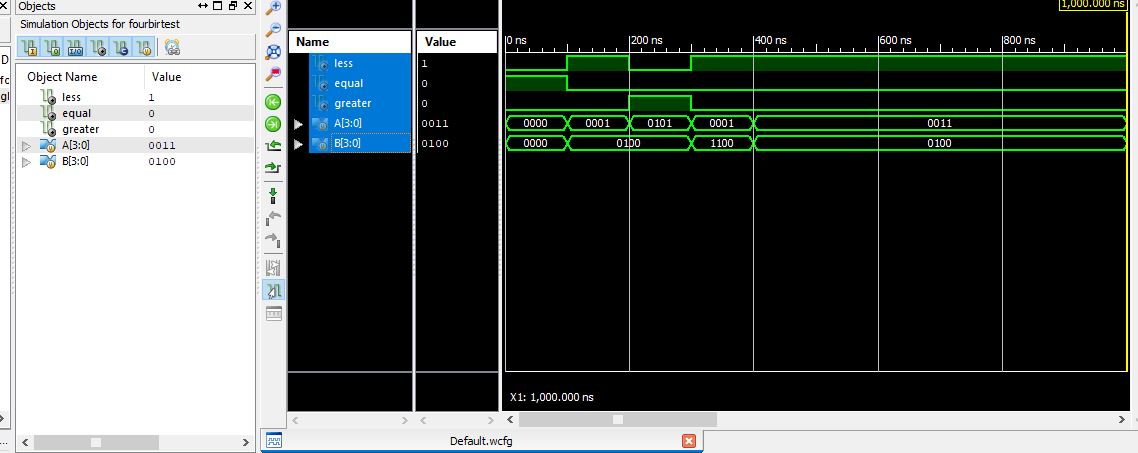 Objects
Simulation Objects for fourbirtest
Object Name Value
less 1
equal 0
greater 0
A[3:0] 0011
B[3:0] 0100
Name Value
less 1
equal 0
greater 0
A[3:0] 0011
B[3:0] 0100
1,000.000 ns
0 ns 200 ns 400 ns 600 ns 800 ns
0000 0001 0101 0001 0011
0000 0100 1100 0100
X1: 1,000.000 ns
Default.wcfg